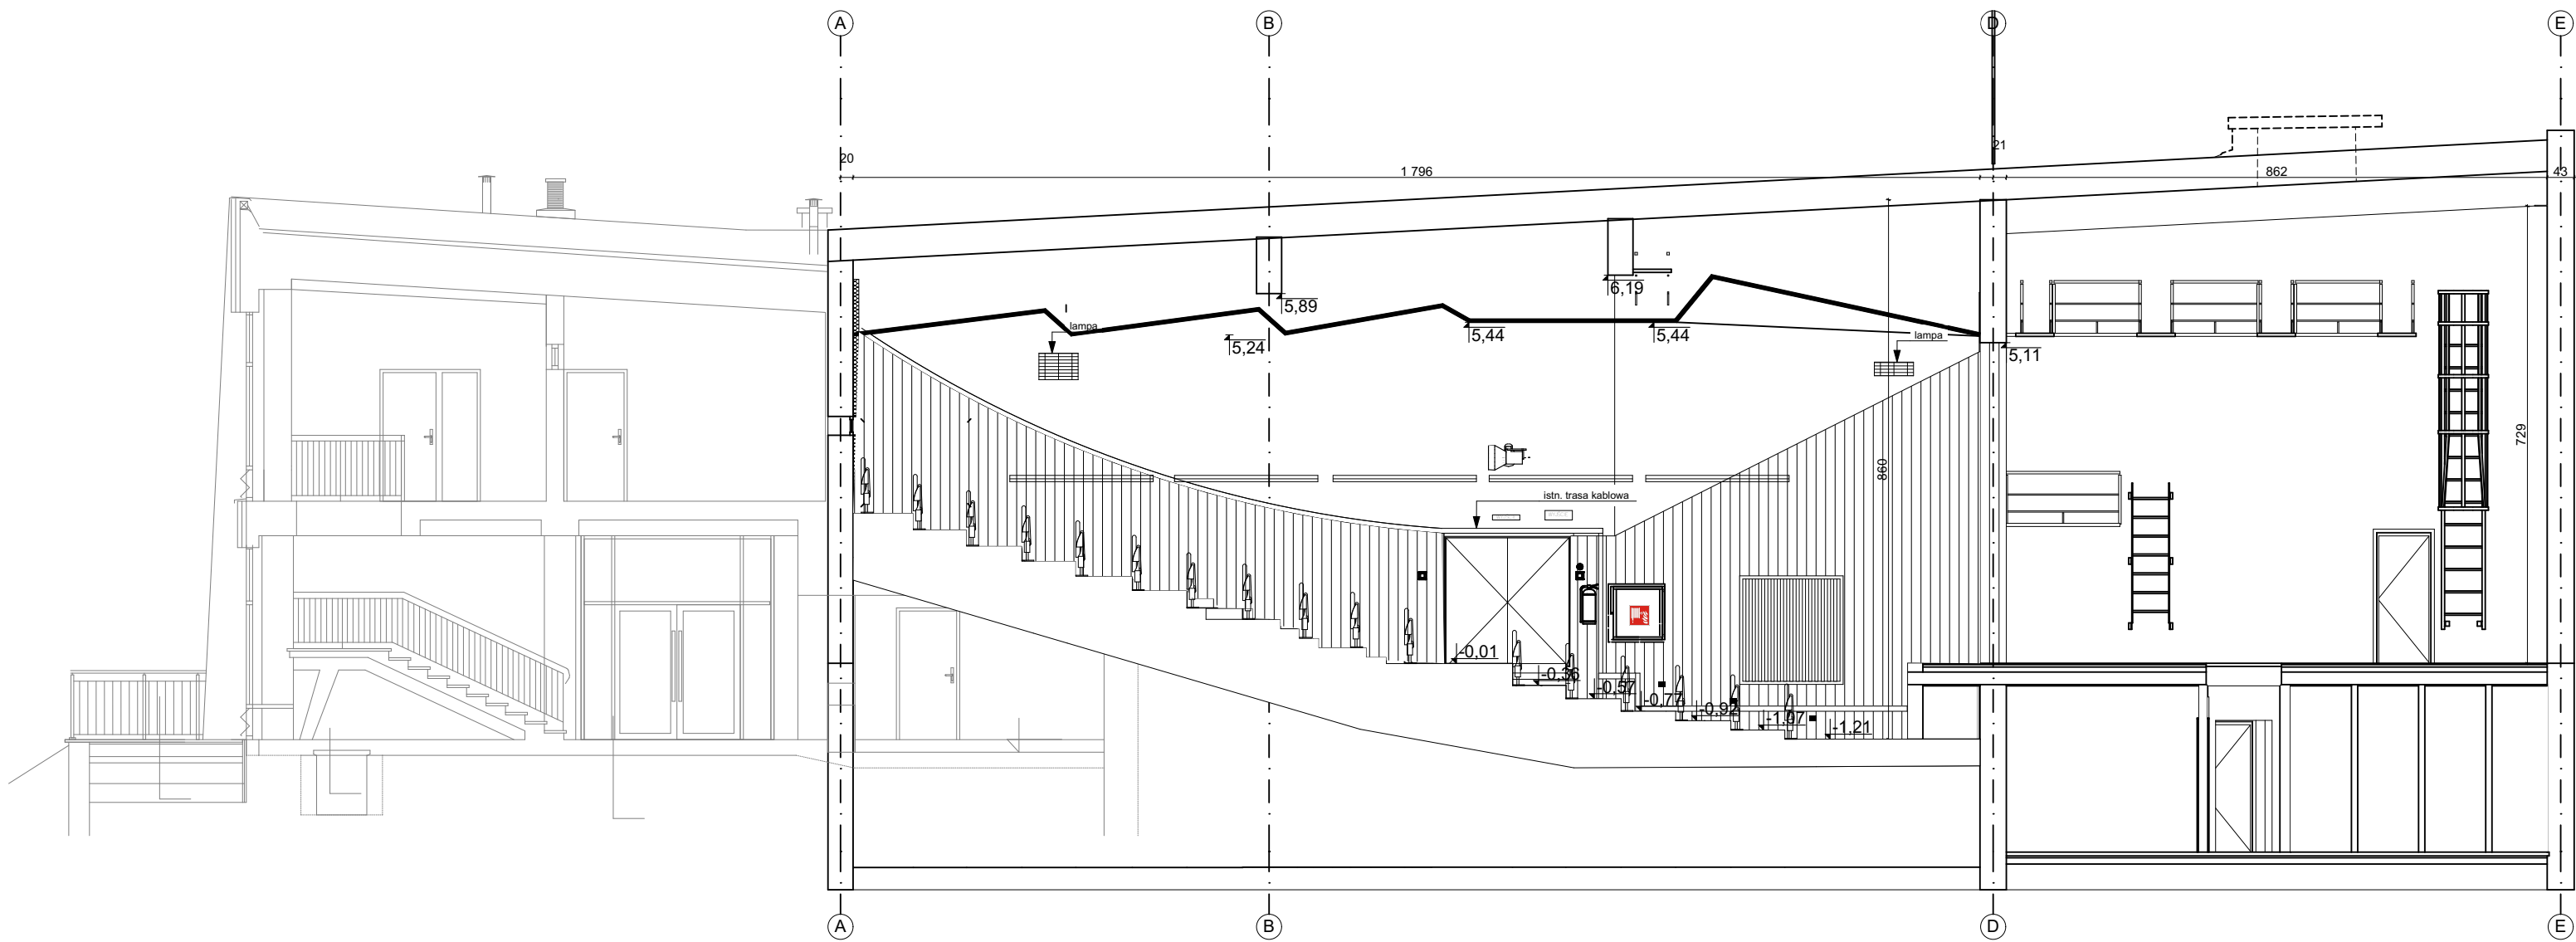 A
B
D
E
20
1 796
21
862
43
5,89
6,19
lampa
5,24
5,44
5,44
lampa
5,11
860
729
istn. trasa kablowa
-0,01
-0,36
-0,57
-0,77
-0,92
-1,07
-1,21
A
B
D
E